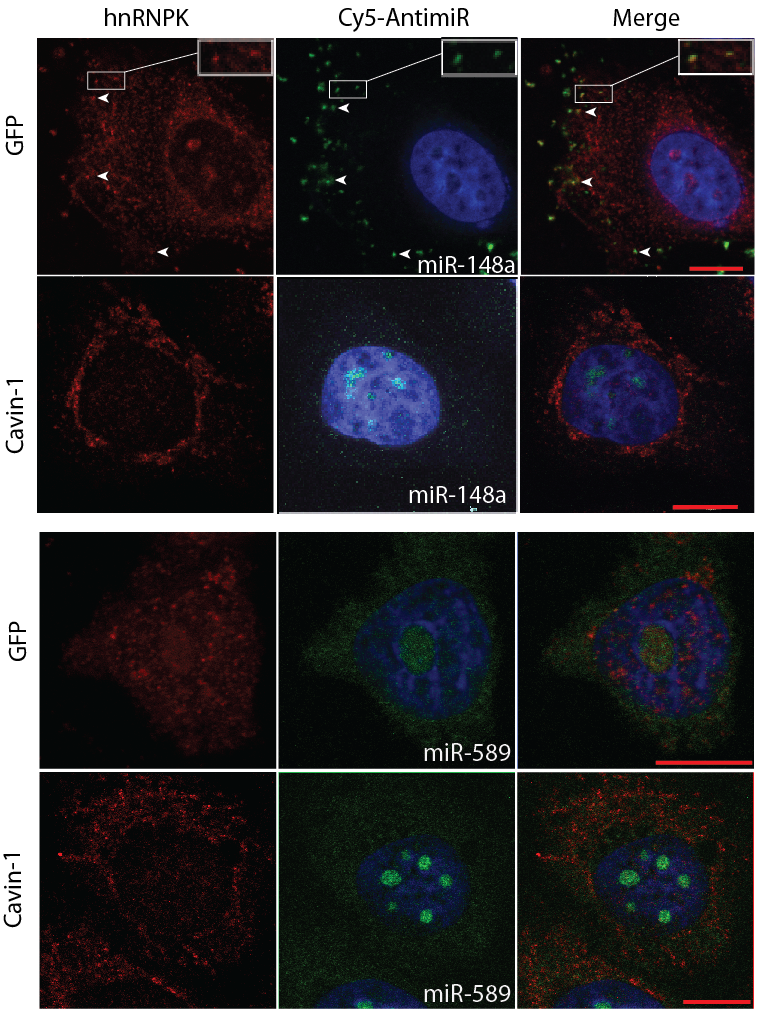 hnRNPK Cy5-AntimiR Merge
GFP
miR-148a
Cavin-1
miR-148a
GFP
miR-589
Cavin-1
miR-589